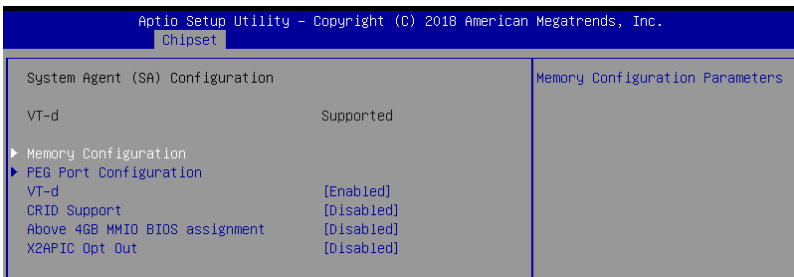 Aptio Setup Utility – Copyright (C) 2018 American Megatrends, Inc.
Chipset
System Agent (SA) Configuration
Memory Configuration Parameters
VT-d Supported
Memory Configuration
PEG Port Configuration
VT-d [Enabled]
CRID Support [Disabled]
Above 4GB MMIO BIOS assignment [Disabled]
X2APIC Opt Out [Disabled]